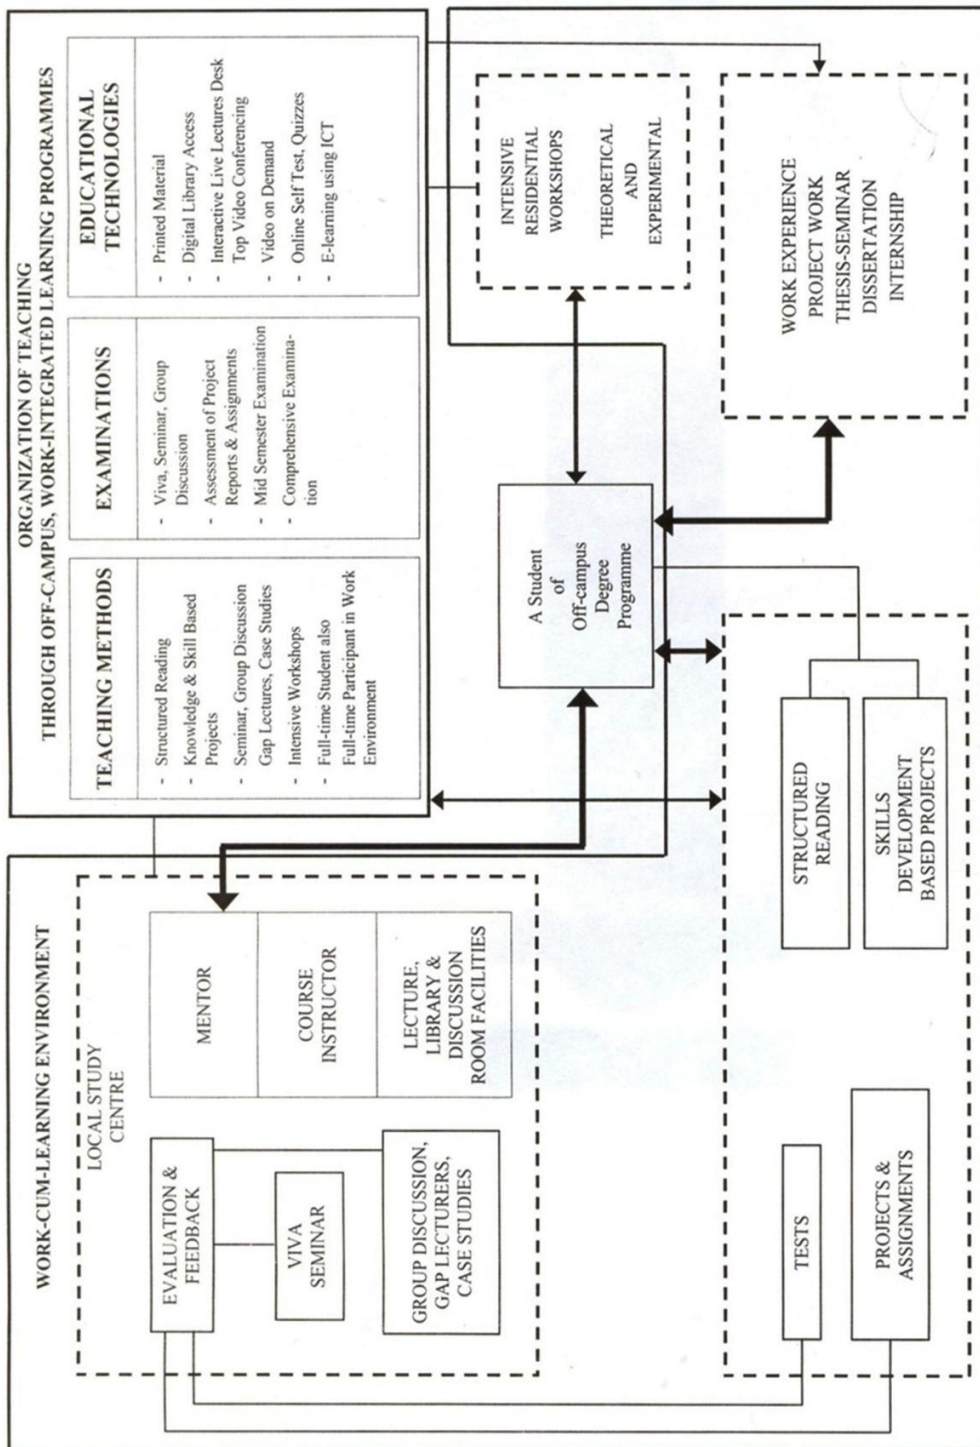 ORGANIZATION OF TEACHING
THROUGH OFF-CAMPUS, WORK-INTEGRATED LEARNING PROGRAMMES
TEACHING METHODS
- Structured Reading
- Knowledge & Skill Based
Projects
- Seminar, Group Discussion
Gap Lectures, Case Studies
- Intensive Workshops
- Full-time Student also
Full-time Participant in Work
Environment
EXAMINATIONS
- Viva, Seminar, Group
Discussion
- Assessment of Project
Reports & Assignments
- Mid Semester Examination
- Comprehensive Examina-
tion
EDUCATIONAL
TECHNOLOGIES
- Printed Material
- Digital Library Access
- Interactive Live Lectures Desk
Top Video Conferencing
- Video on Demand
- Online Self Test, Quizzes
- E-learning using ICT
WORK-CUM-LEARNING ENVIRONMENT
LOCAL STUDY
CENTRE
EVALUATION &
FEEDBACK
VIVA
SEMINAR
GROUP DISCUSSION,
GAP LECTURERS,
CASE STUDIES
MENTOR
COURSE
INSTRUCTOR
LECTURE,
LIBRARY &
DISCUSSION
ROOM FACILITIES
A Student
of
Off-campus
Degree
Programme
INTENSIVE
RESIDENTIAL
WORKSHOPS
THEORETICAL
AND
EXPERIMENTAL
WORK EXPERIENCE
PROJECT WORK
THESIS-SEMINAR
DISSERTATION
INTERNSHIP
TESTS
PROJECTS &
ASSIGNMENTS
STRUCTURED
READING
SKILLS
DEVELOPMENT
BASED PROJECTS